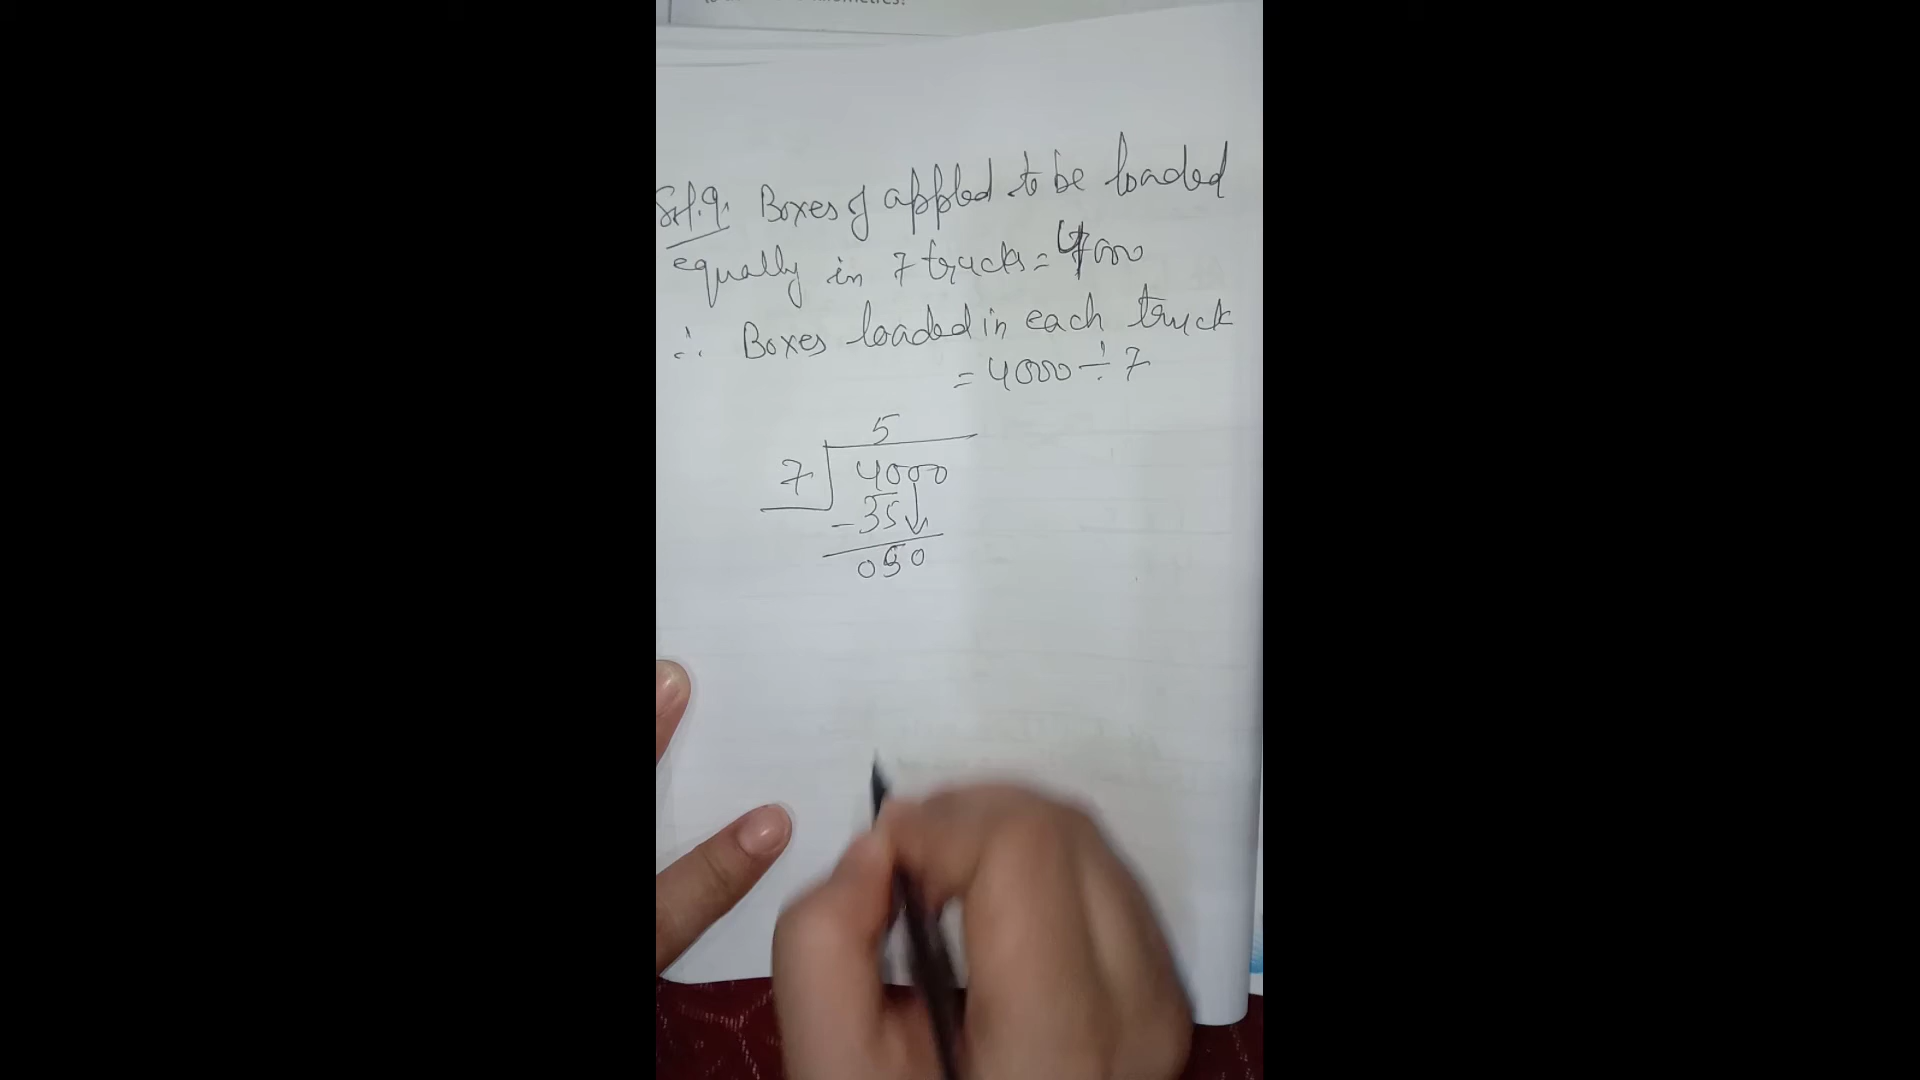 Sol.9. Boxes of appled to be loaded
equally in 7 trucks = 4000
∴ Boxes loaded in each truck
= 4000 ÷ 7
5
7 4000
- 35
050